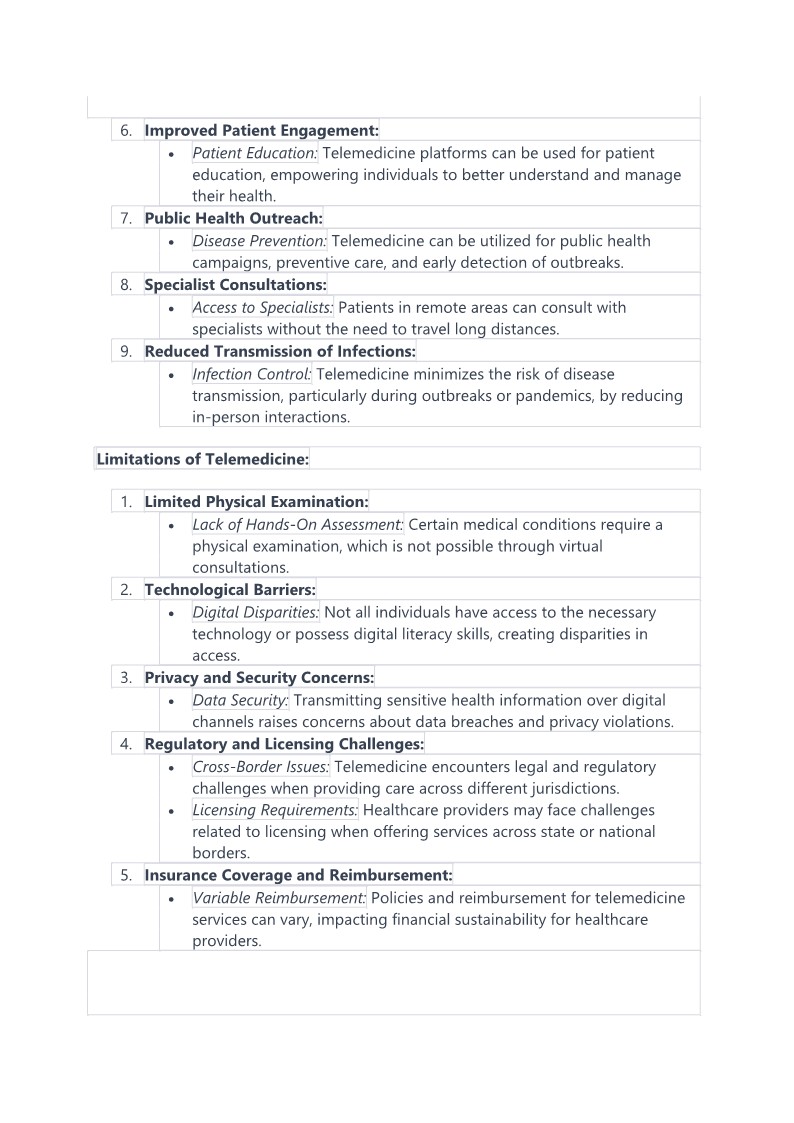 6. Improved Patient Engagement:
• Patient Education: Telemedicine platforms can be used for patient
education, empowering individuals to better understand and manage
their health.
7. Public Health Outreach:
• Disease Prevention: Telemedicine can be utilized for public health
campaigns, preventive care, and early detection of outbreaks.
8. Specialist Consultations:
• Access to Specialists: Patients in remote areas can consult with
specialists without the need to travel long distances.
9. Reduced Transmission of Infections:
• Infection Control: Telemedicine minimizes the risk of disease
transmission, particularly during outbreaks or pandemics, by reducing
in-person interactions.
Limitations of Telemedicine:
1. Limited Physical Examination:
• Lack of Hands-On Assessment: Certain medical conditions require a
physical examination, which is not possible through virtual
consultations.
2. Technological Barriers:
• Digital Disparities: Not all individuals have access to the necessary
technology or possess digital literacy skills, creating disparities in
access.
3. Privacy and Security Concerns:
• Data Security: Transmitting sensitive health information over digital
channels raises concerns about data breaches and privacy violations.
4. Regulatory and Licensing Challenges:
• Cross-Border Issues: Telemedicine encounters legal and regulatory
challenges when providing care across different jurisdictions.
• Licensing Requirements: Healthcare providers may face challenges
related to licensing when offering services across state or national
borders.
5. Insurance Coverage and Reimbursement:
• Variable Reimbursement: Policies and reimbursement for telemedicine
services can vary, impacting financial sustainability for healthcare
providers.